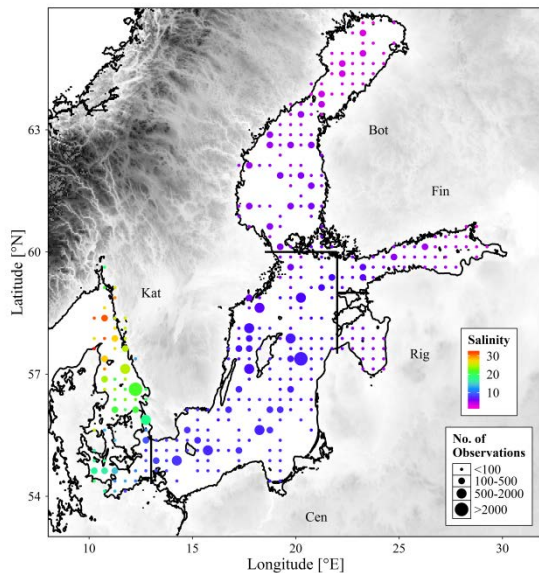 63
60
57
54
Latitude [°N]
Bot
Fin
Kat
Rig
Cen
Salinity
30
20
10
No. of
Observations
<100
100-500
500-2000
>2000
10
15
20
25
30
Longitude [°E]